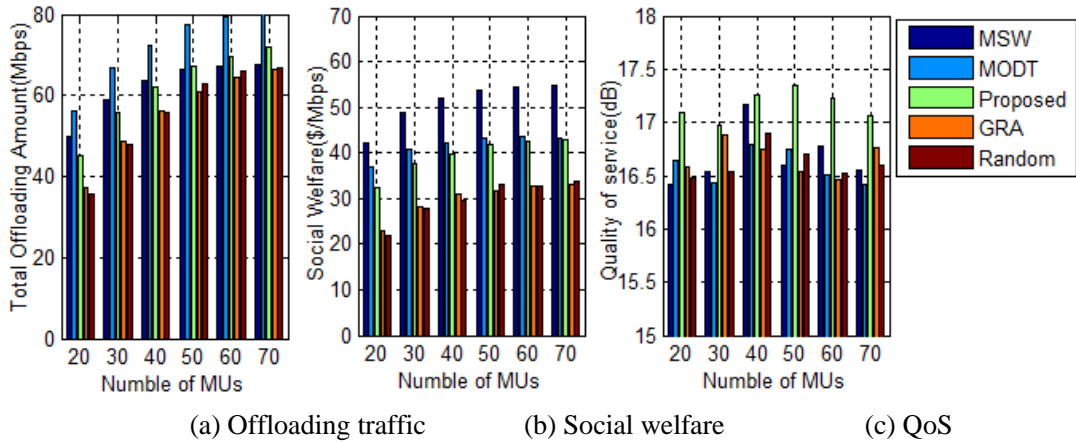 Total Offloading Amount(Mbps)
80
60
40
20
0
20 30 40 50 60 70
Numble of MUs
Social Welfare($/Mbps)
70
60
50
40
30
20
10
0
20 30 40 50 60 70
Numble of MUs
Quality of service(dB)
18
17.5
17
16.5
16
15.5
15
20 30 40 50 60 70
Numble of MUs
MSW
MODT
Proposed
GRA
Random
(a) Offloading traffic (b) Social welfare (c) QoS